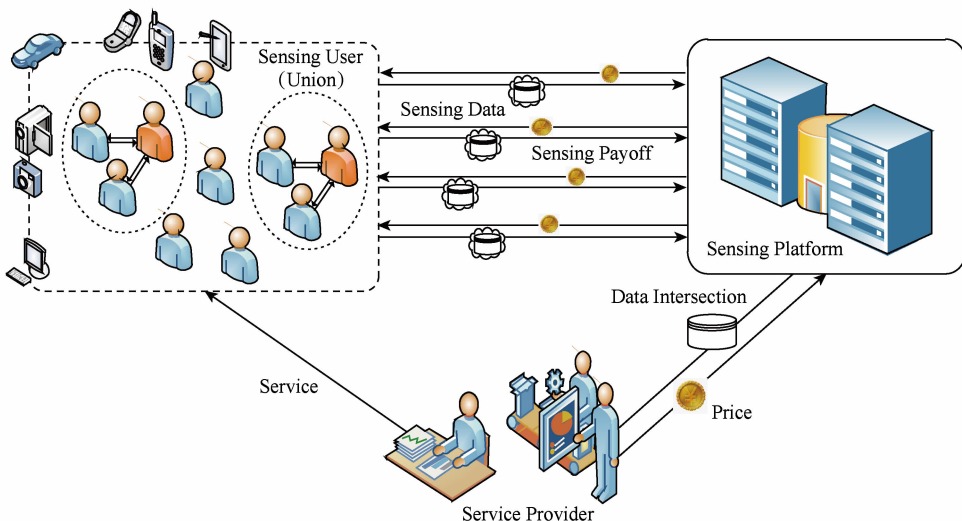 Sensing User
(Union)
Sensing Data
Sensing Payoff
Sensing Platform
Data Intersection
Service
Price
Service Provider